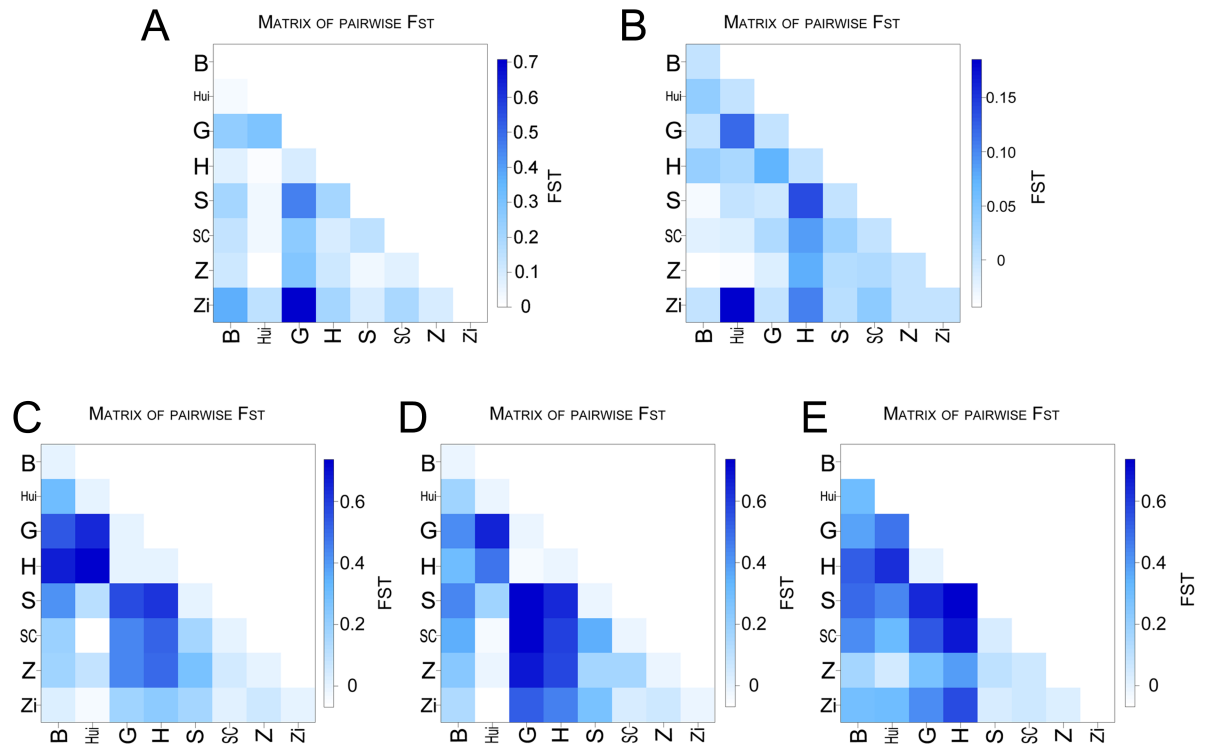 A
MATRIX OF PAIRWISE FST
B
Hui
G
H
S
SC
Z
Zi
B
Hui
G
H
S
SC
Z
Zi
0.7
0.6
0.5
0.4
0.3
0.2
0.1
0
FST
B
MATRIX OF PAIRWISE FST
B
Hui
G
H
S
SC
Z
Zi
B
Hui
G
H
S
SC
Z
Zi
0.15
0.10
0.05
0
FST
C
MATRIX OF PAIRWISE FST
B
Hui
G
H
S
SC
Z
Zi
B
Hui
G
H
S
SC
Z
Zi
0.6
0.4
0.2
0
FST
D
MATRIX OF PAIRWISE FST
B
Hui
G
H
S
SC
Z
Zi
B
Hui
G
H
S
SC
Z
Zi
0.6
0.4
0.2
0
FST
E
MATRIX OF PAIRWISE FST
B
Hui
G
H
S
SC
Z
Zi
B
Hui
G
H
S
SC
Z
Zi
0.6
0.4
0.2
0
FST